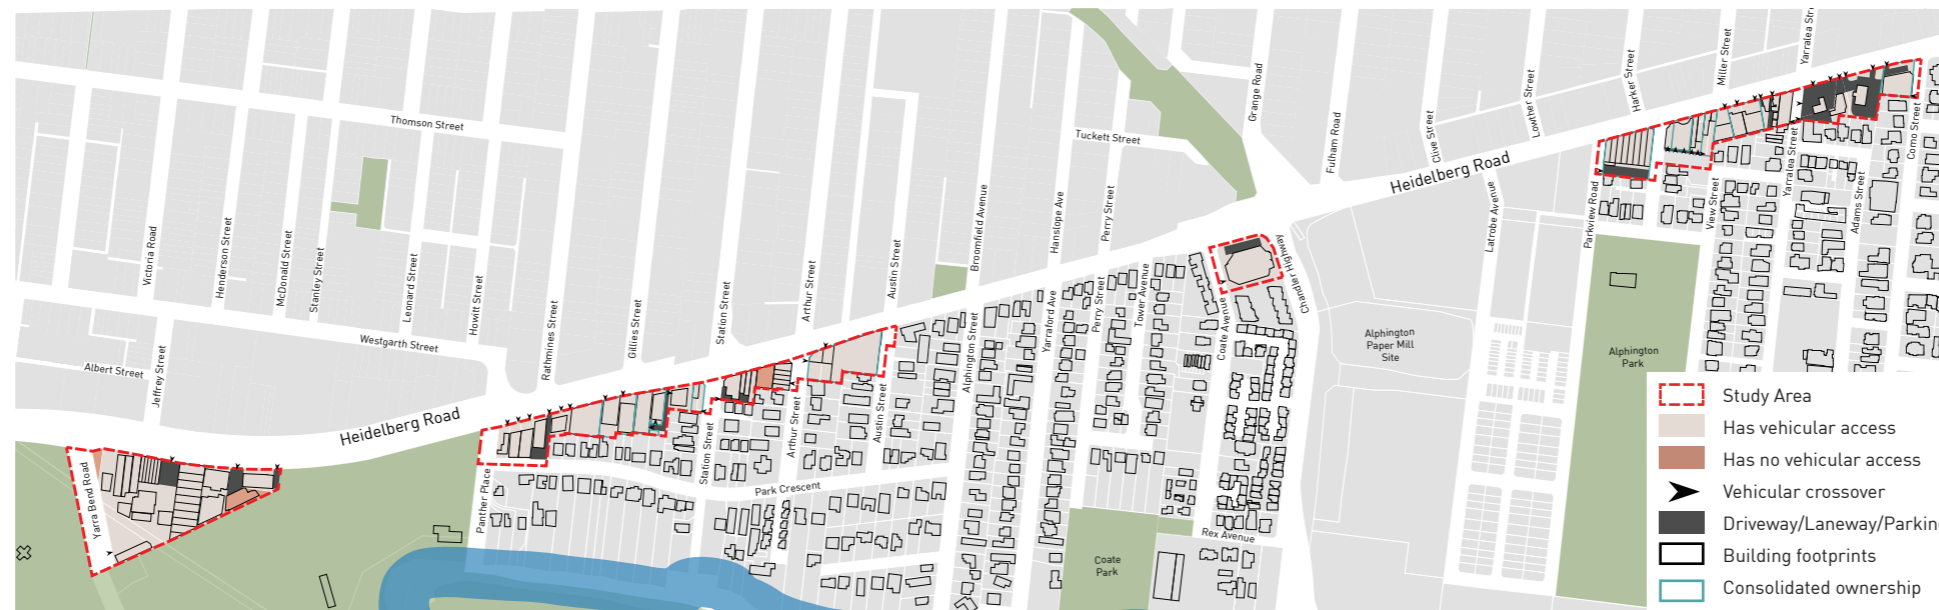 Thomson Street
Victoria Road
Henderson Street
McDonald Street
Stanley Street
Leonard Street
Howitt Street
Westgarth Street
Albert Street
Jeffrey Street
Rathmines Street
Gillies Street
Station Street
Arthur Street
Austin Street
Broomfield Avenue
Hanslope Ave
Perry Street
Tuckett Street
Grange Road
Fulham Road
Clive Street
Lowther Street
Harker Street
Miller Street
Yarralea Str
Heidelberg Road
Heidelberg Road
Yarra Bend Road
Panther Place
Station Street
Arthur Street
Austin Street
Park Crescent
Alphington Street
Yarraford Ave
Perry Street
Tower Avenue
Coate Avenue
Chandler Highway
Chandler Highway
Rex Avenue
Coate
Park
Alphington
Paper Mill
Site
Latrobe Avenue
Parkview Road
View Street
Yarralea Street
Adams Street
Como Street
Alphington
Park
Study Area
Has vehicular access
Has no vehicular access
Vehicular crossover
Driveway/Laneway/Parkin
Building footprints
Consolidated ownership